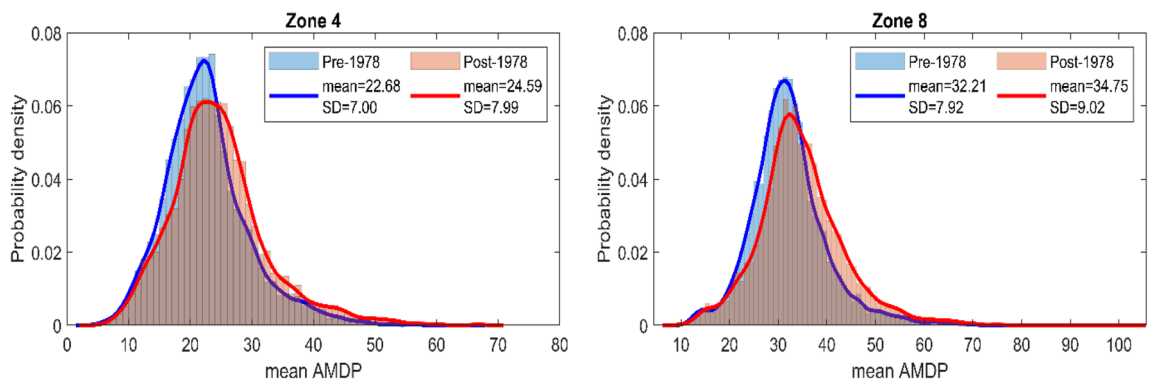 Zone 4
0.08
0.06
0.04
0.02
0
Probability density
Pre-1978
Post-1978
mean=22.68
SD=7.00
mean=24.59
SD=7.99
0 10 20 30 40 50 60 70 80
mean AMDP
Zone 8
0.08
0.06
0.04
0.02
0
Probability density
Pre-1978
Post-1978
mean=32.21
SD=7.92
mean=34.75
SD=9.02
10 20 30 40 50 60 70 80 90 100
mean AMDP